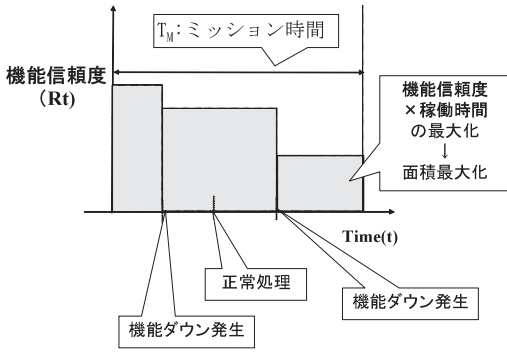 TM:ミッション時間
機能信頼度
（Rt)
機能信頼度
×稼働時間
の最大化
↓
面積最大化
Time(t)
正常処理
機能ダウン発生
機能ダウン発生